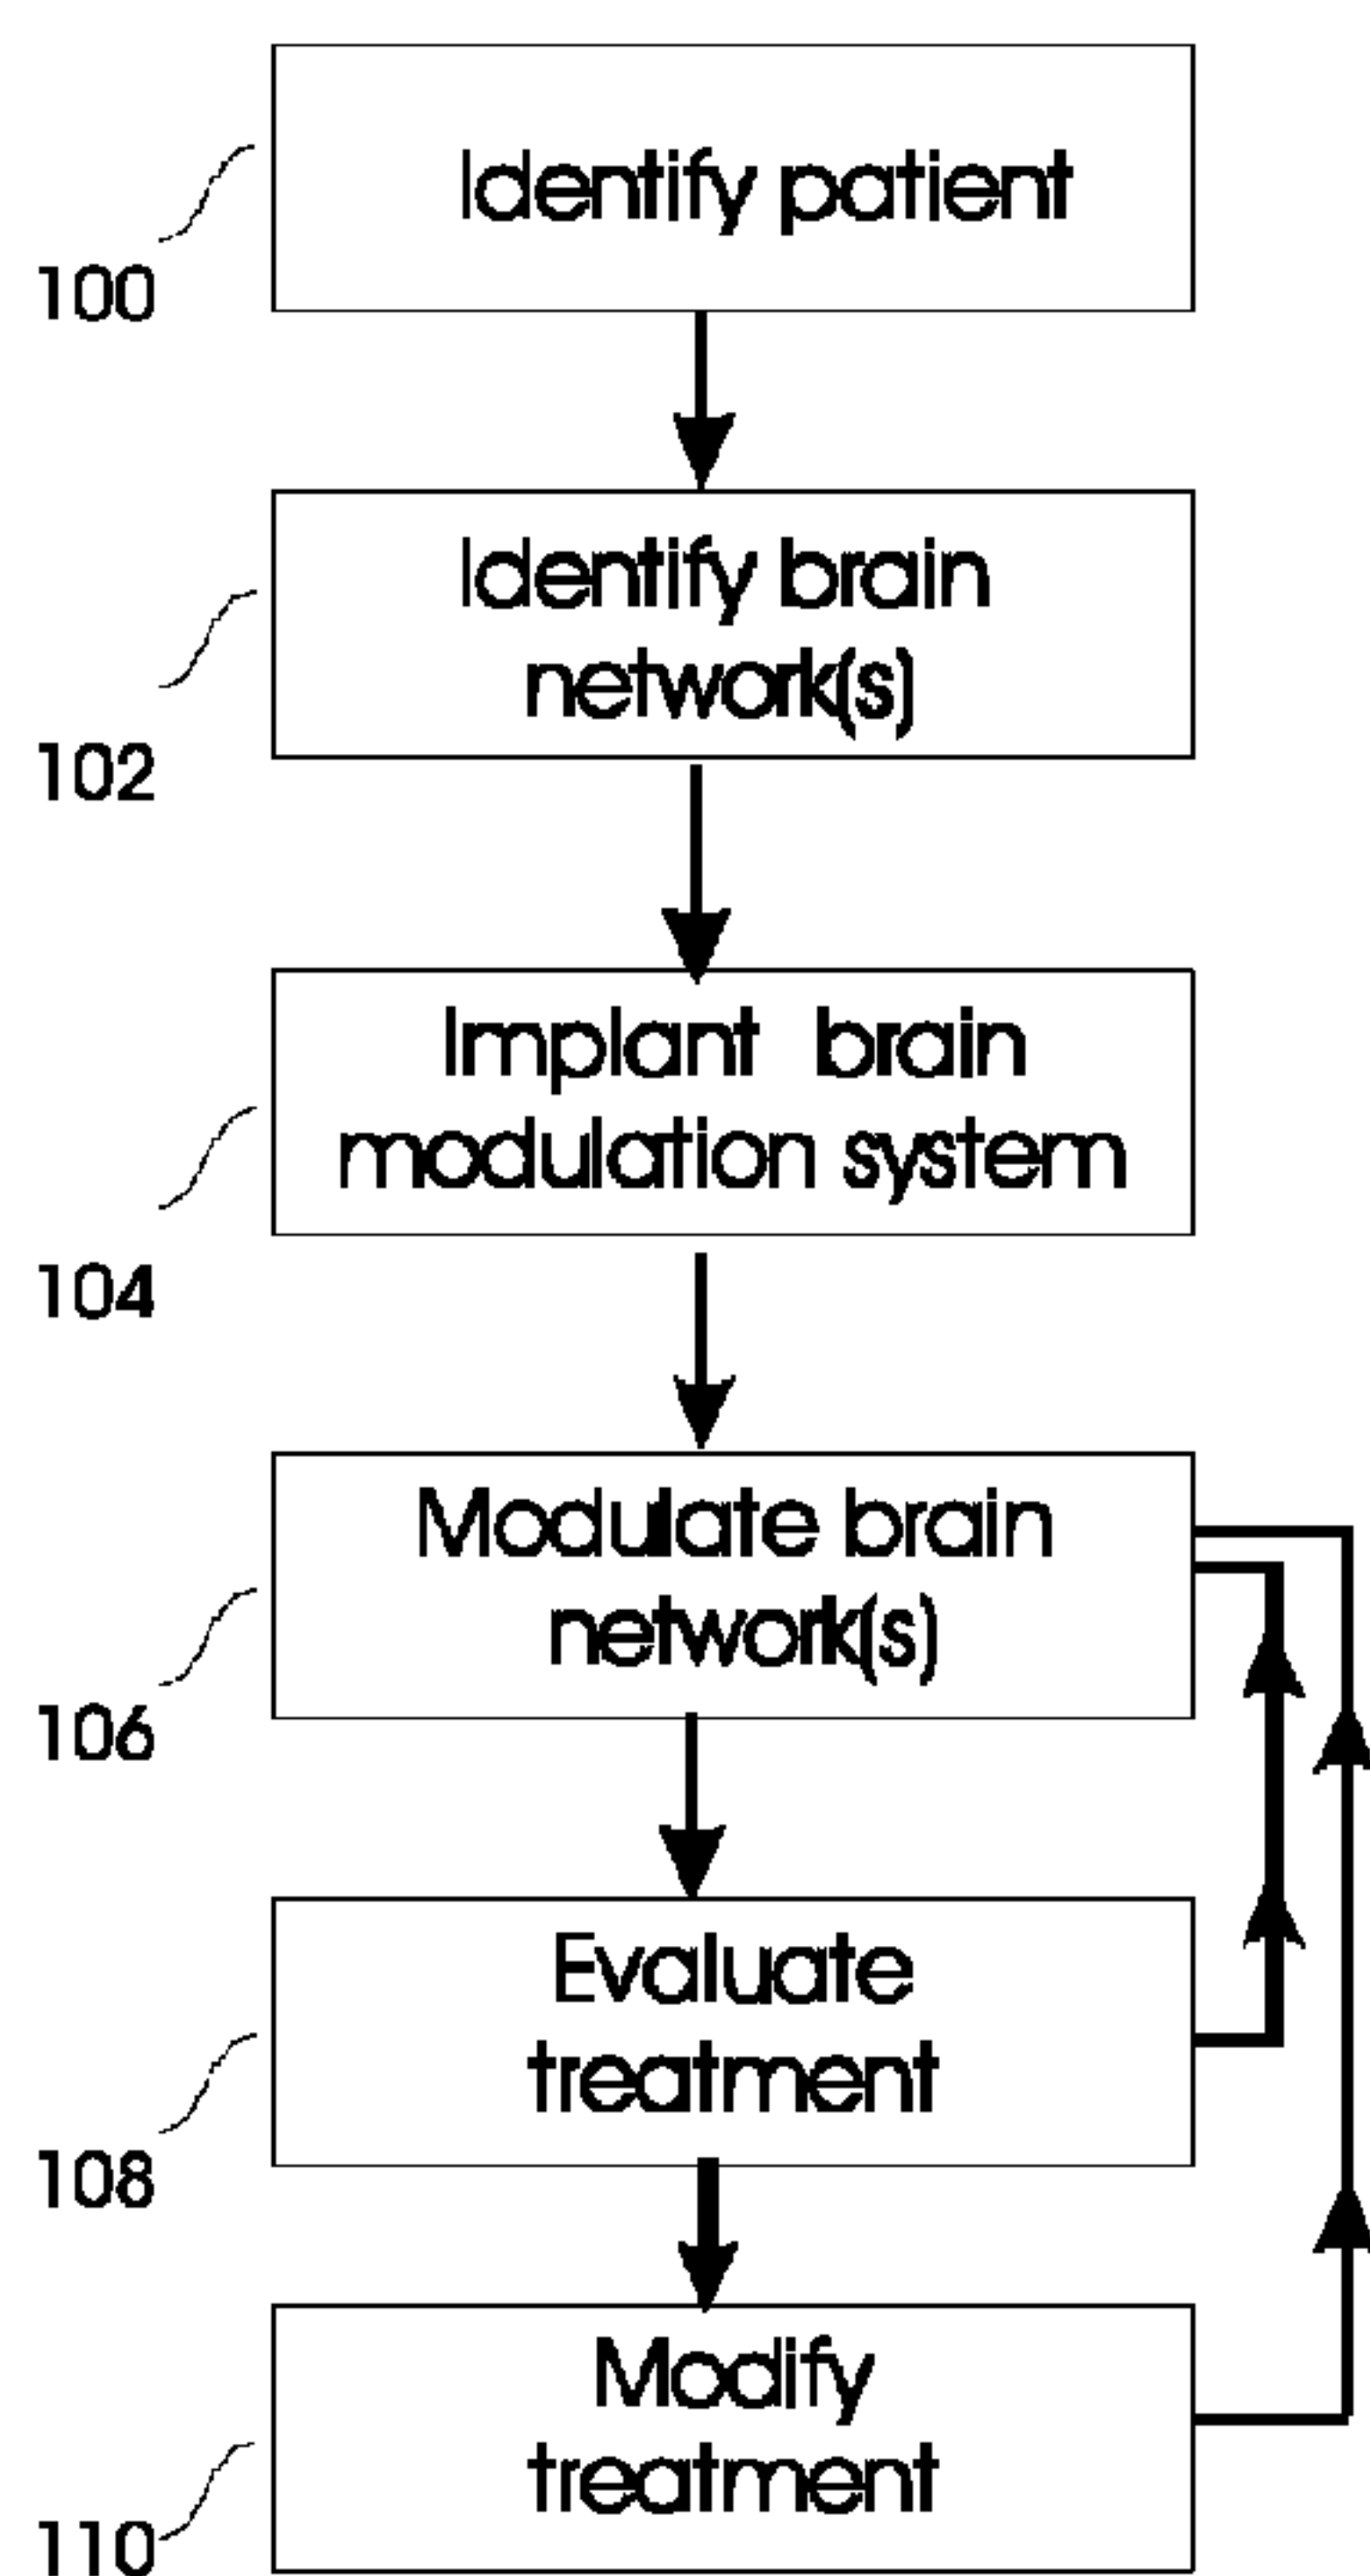 Identify patient
100
Identify brain
network(s)
102
Implant brain
modulation system
104
Modulate brain
network(s)
106
Evaluate
treatment
108
Modify
treatment
110